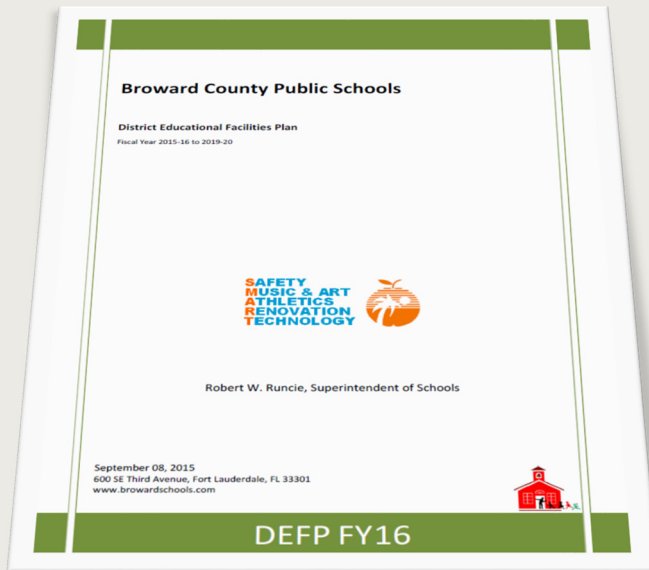 Broward County Public Schools
District Educational Facilities Plan
Fiscal Year 2015-16 to 2019-20
SAFETY
MUSIC & ART
ATHLETICS
RENOVATION
TECHNOLOGY
Robert W. Runcie, Superintendent of Schools
September 08, 2015
600 SE Third Avenue, Fort Lauderdale, FL 33301
www.browardschools.com
DEFP FY16